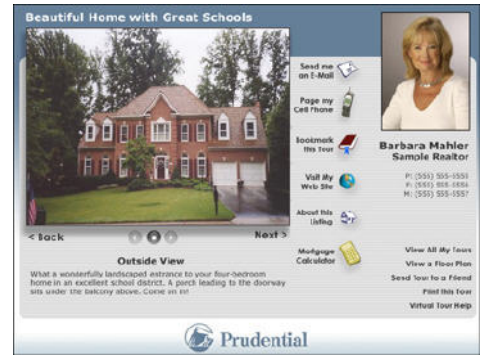 Beautiful Home with Great Schools
Send me
an E-Mail
Page my
Cell Phone
Bookmark
this Tour
Visit My
Web Site
About this
Listing
Mortgage
Calculator
< Back
Next >
Outside View
What a wonderfully landscaped entrance to your four-bedroom
home in an excellent school district. A porch leading to the doorway
sits under the balcony above. Come on in!
Barbara Mahler
Sample Realtor
P: (555) 555-5555
F: (555) 555-5556
M: (555) 555-5557
View All My Tours
View a Floor Plan
Send Tour to a Friend
Print this Tour
Virtual Tour Help
Prudential